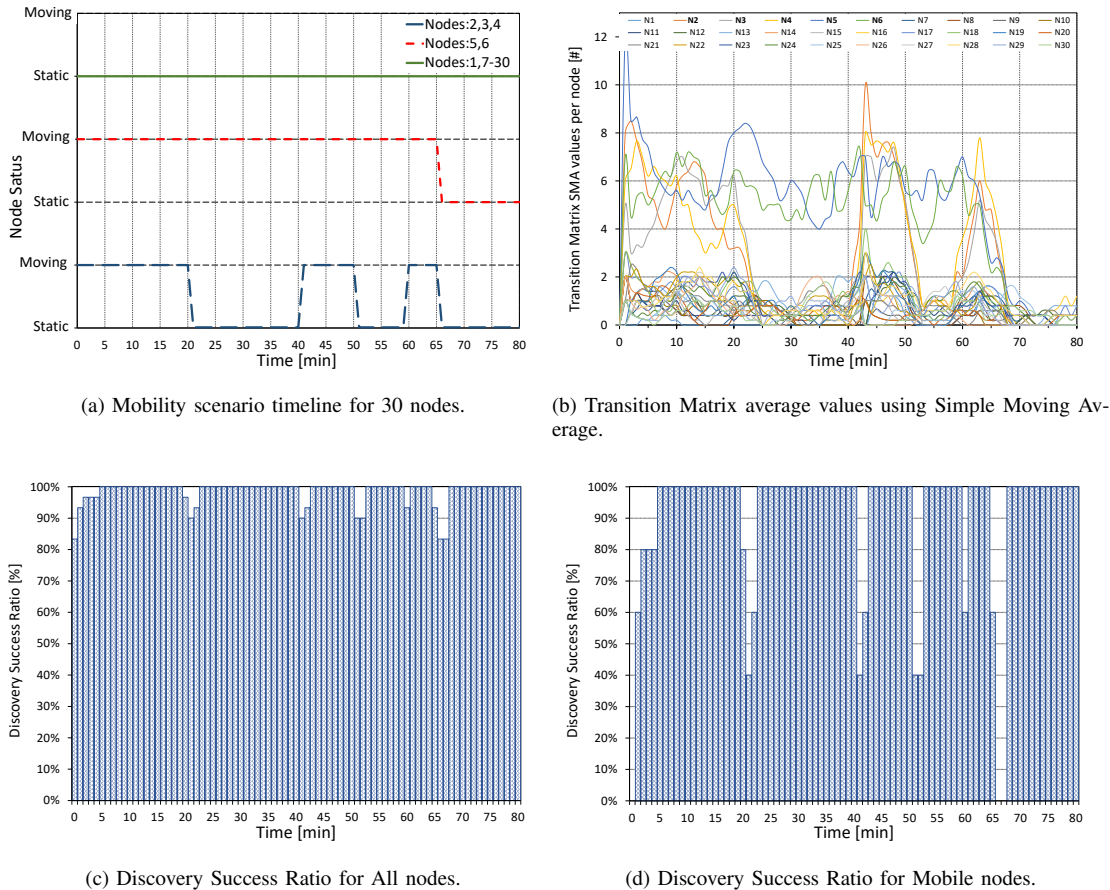 Moving
Static
Moving
Static
Moving
Static
Node Satus
Nodes:2,3,4
Nodes:5,6
Nodes:1,7-30
0 5 10 15 20 25 30 35 40 45 50 55 60 65 70 75 80
Time [min]
(a) Mobility scenario timeline for 30 nodes.
Transition Matrix SMA values per node [#]
12
10
8
6
4
2
0
N1 N2 N3 N4 N5 N6 N7 N8 N9 N10
N11 N12 N13 N14 N15 N16 N17 N18 N19 N20
N21 N22 N23 N24 N25 N26 N27 N28 N29 N30
0 10 20 30 40 50 60 70 80
Time [min]
(b) Transition Matrix average values using Simple Moving Av-
erage.
Discovery Success Ratio [%]
100%
90%
80%
70%
60%
50%
40%
30%
20%
10%
0%
0 5 10 15 20 25 30 35 40 45 50 55 60 65 70 75 80
Time [min]
(c) Discovery Success Ratio for All nodes.
Discovery Success Ratio [%]
100%
90%
80%
70%
60%
50%
40%
30%
20%
10%
0%
0 5 10 15 20 25 30 35 40 45 50 55 60 65 70 75 80
Time [min]
(d) Discovery Success Ratio for Mobile nodes.